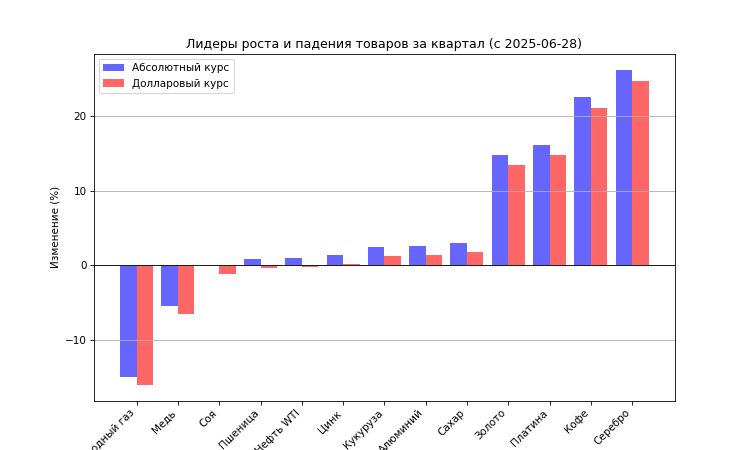 Лидеры роста и падения товаров за квартал (с 2025-06-28)
Абсолютный курс
Долларовый курс
Изменение (%)
20
10
0
−10
одный газ
Медь
Соя
Пшеница
Нефть WTI
Цинк
Кукуруза
Алюминий
Сахар
Золото
Платина
Кофе
Серебро